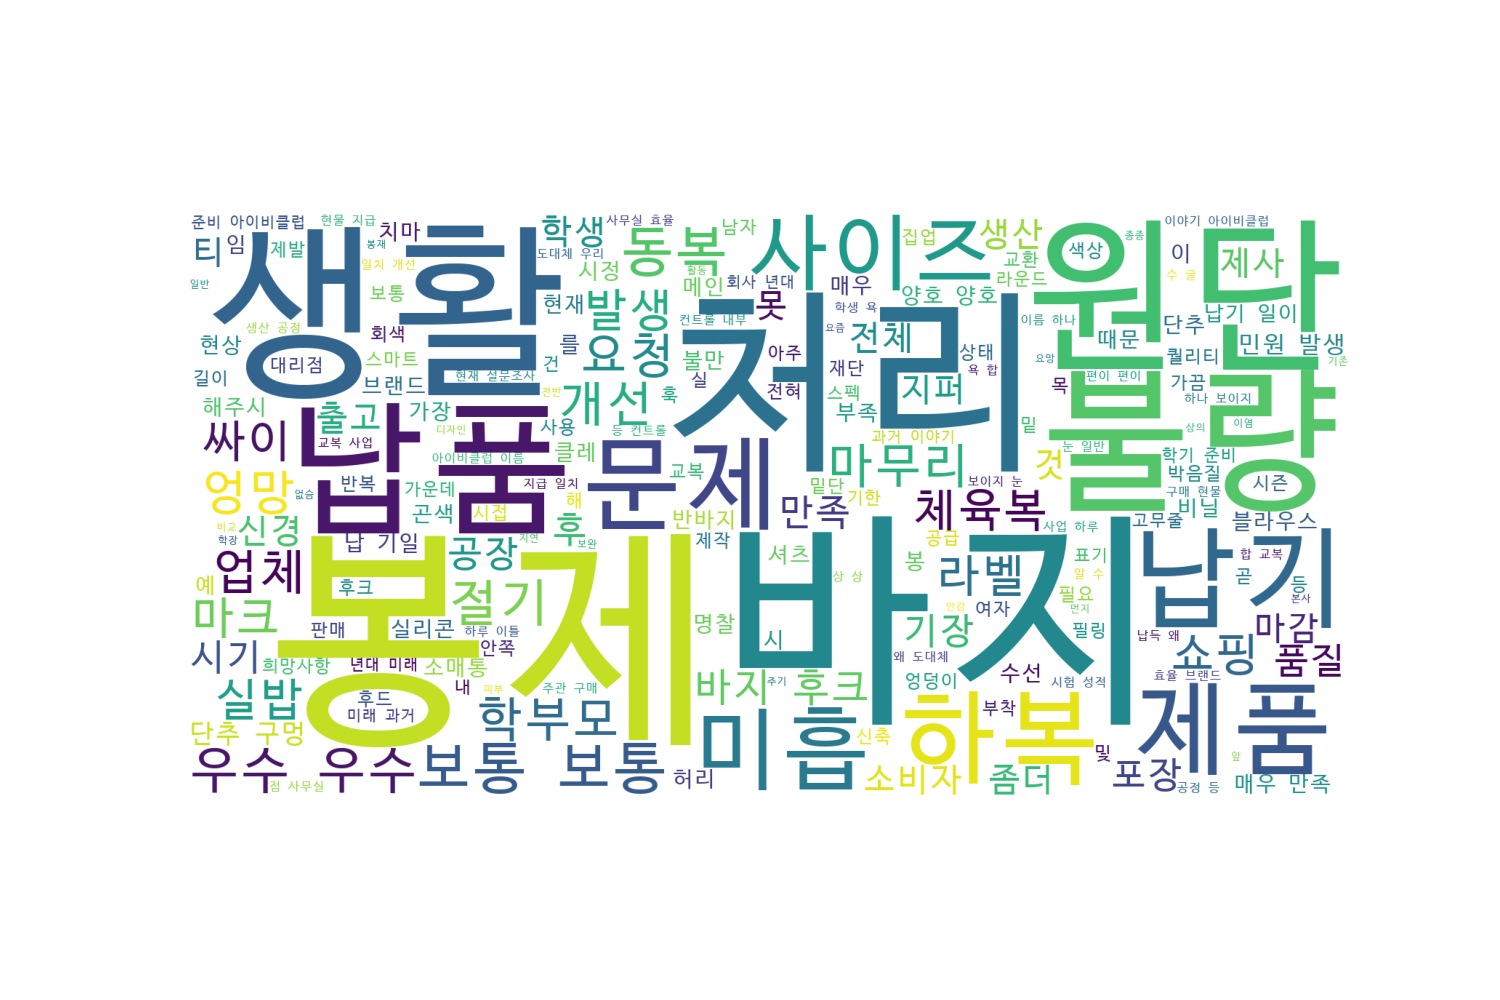 준비 아이비클럽
현물 지급
치마
학생
사무실 효율
남자
사이즈
집업
생산
종종
이야기 아이비클럽
티
임
제발
봉재
생활
도대체 우리
동복
원단
색상
이
제사
일반
일치 개선
시정
활동
메인
회사 년대
매우
교환
라운드
수 클
보통
현재
발생
못
학생 욕
양호 양호
납기 일이
생산 공정
회색
컨트롤 내부
처리
요즘
이름 하나
단추
현상
대리점
스마트
를
요청
전체
때문
민원 발생
건
불만
아주
상태
요망
퀄리티
기존
길이
브랜드
현재 설문조사
실
전혀
재단
욕 합
지퍼
목
편이 편이
가끔
불량
해주시
출고
가장
전반
개선
훅
스펙
부족
하나 보이지
싸이
교복 사업
납품
디자인
사용
등 컨트롤
문제
과거 이야기
마무리
밑
눈 일반
상의
이염
학기 준비
아이비클럽 이름
클레
교복
것
박음질
엄망
없슴
반복
가운데
지급 일치
밑단
보이지 눈
시즌
구매 현물
해
만족
기한
체육복
비닐
신경
곤색
시접
후
반바지
사업 하루
고무줄
블라우스
비교
학장
납 기일
공장
지연
보완
제작
공급
업체
봉제
바지
셔츠
봉
라벨
표기
납기
합 교복
예
후크
절기
상 상
알 수
곧
등
마크
판매
실리콘
하루 이틀
명찰
시
안감
여자
필요
본사
먼지
기장
필링
마감
시기
희망사항
년대 미래
소매통
안쪽
왜 도대체
납득 왜
쇼핑
품질
실밥
후드
내
피부
주관 구매
바지 후크
주기
엉덩이
수선
시험 성적
효율 브랜드
미래 과거
학부모
미흡
하복
부착
제품
단추 구멍
신축
및
앞
우수 우수
보통 보통
점 사무실
허리
소비자
좀더
포장
공정 등
매우 만족